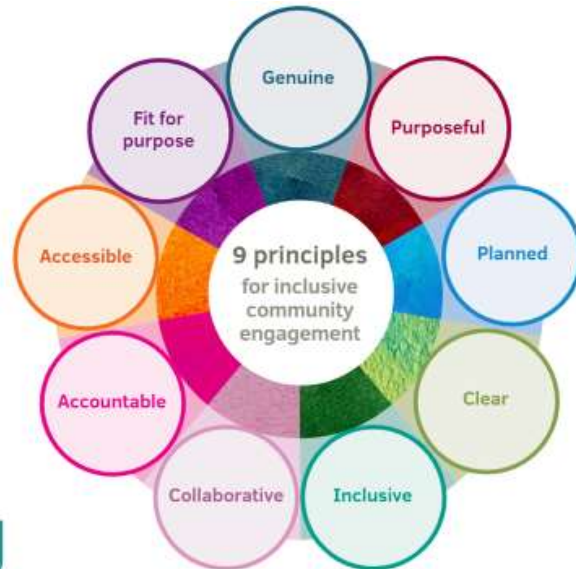 9 principles
for inclusive
community
engagement
Genuine
Purposeful
Planned
Clear
Inclusive
Collaborative
Accountable
Accessible
Fit for
purpose